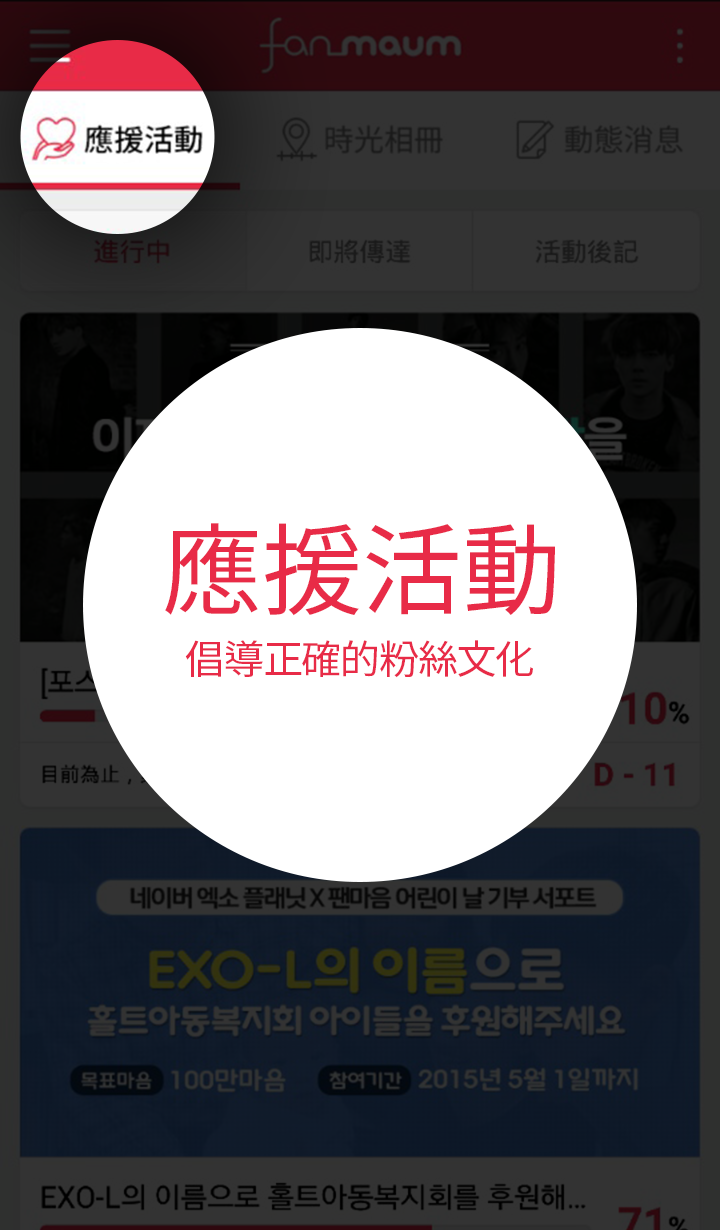 fanmaum
應援活動
時光相冊
動態消息
進行中
即將傳達
活動後記
을
應援活動
倡導正確的粉絲文化
[포스
10%
目前為止，
D - 11
네이버 엑소 플래닛 X 팬마음 어린이 날 기부 서포트
EXO-L의 이름으로
홀트아동복지회 아이들을 후원해주세요
목표마음 100만마음 참여기간 2015년 5월 1일까지
EXO-L의 이름으로 홀트아동복지회를 후원해...
71%